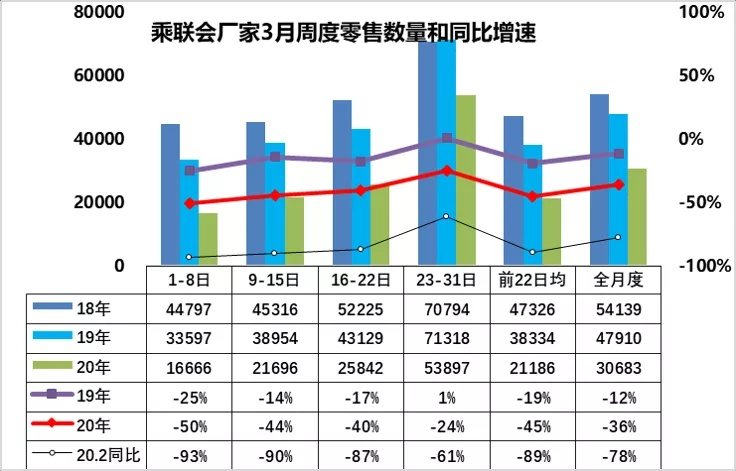 乘联会厂家3月周度零售数量和同比增速
80000 100%
60000 50%
40000 0%
20000 -50%
0 -100%
1-8日 9-15日 16-22日 23-31日 前22日均 全月度
18年 44797 45316 52225 70794 47326 54139
19年 33597 38954 43129 71318 38334 47910
20年 16666 21696 25842 53897 21186 30683
19年 -25% -14% -17% 1% -19% -12%
20年 -50% -44% -40% -24% -45% -36%
20.2同比 -93% -90% -87% -61% -89% -78%